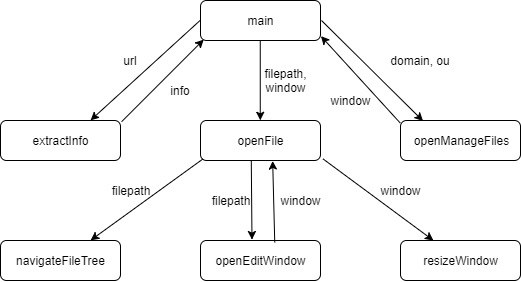 main
url
info
filepath,
window
domain, ou
window
extractInfo
openFile
openManageFiles
filepath
filepath
window
window
navigateFileTree
openEditWindow
resizeWindow